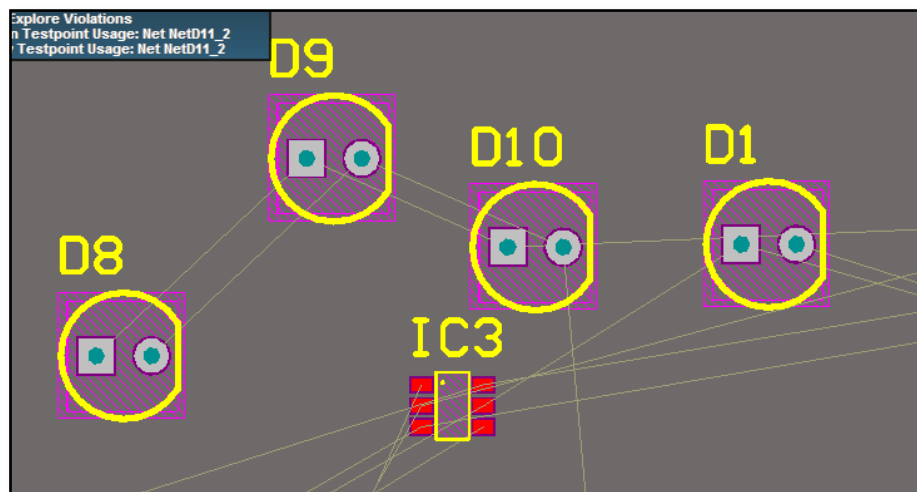 Explore Violations
n Testpoint Usage: Net NetD11_2
Testpoint Usage: Net NetD11_2
D9
D10
D1
D8
IC3